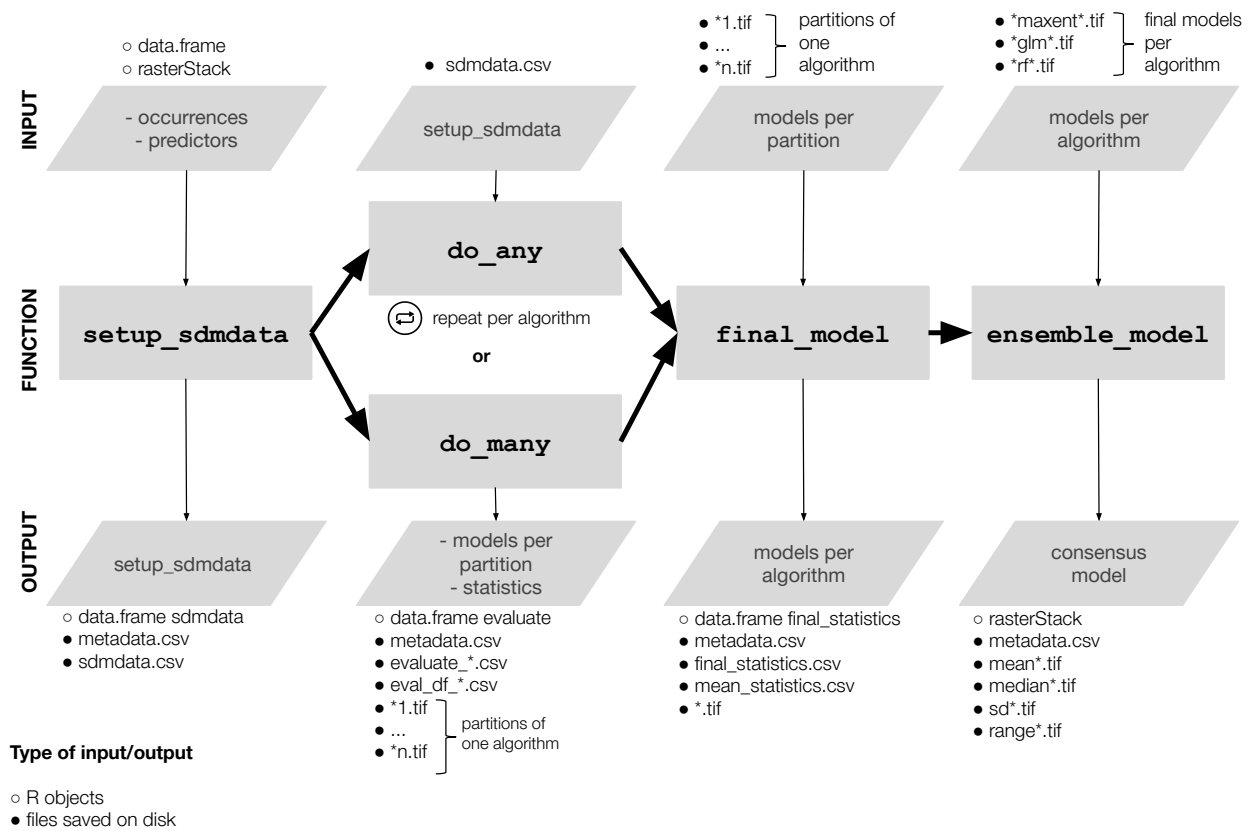 ○ data.frame
○ rasterStack
● sdmdata.csv
● *1.tif
● ...
● *n.tif
partitions of
one
algorithm
● *maxent*.tif
● *glm*.tif
● *rf*.tif
final models
per
algorithm
INPUT
- occurrences
- predictors
setup_sdmdata
models per
partition
models per
algorithm
FUNCTION
setup_sdmdata
do_any
repeat per algorithm
or
do_many
final_model
ensemble_model
OUTPUT
setup_sdmdata
- models per
partition
- statistics
models per
algorithm
consensus
model
○ data.frame sdmdata
● metadata.csv
● sdmdata.csv
○ data.frame evaluate
● metadata.csv
● evaluate_*.csv
● eval_df_*.csv
● *1.tif
● ...
● *n.tif
partitions of
one algorithm
○ data.frame final_statistics
● metadata.csv
● final_statistics.csv
● mean_statistics.csv
● *.tif
○ rasterStack
● metadata.csv
● mean*.tif
● median*.tif
● sd*.tif
● range*.tif
Type of input/output
○ R objects
● files saved on disk